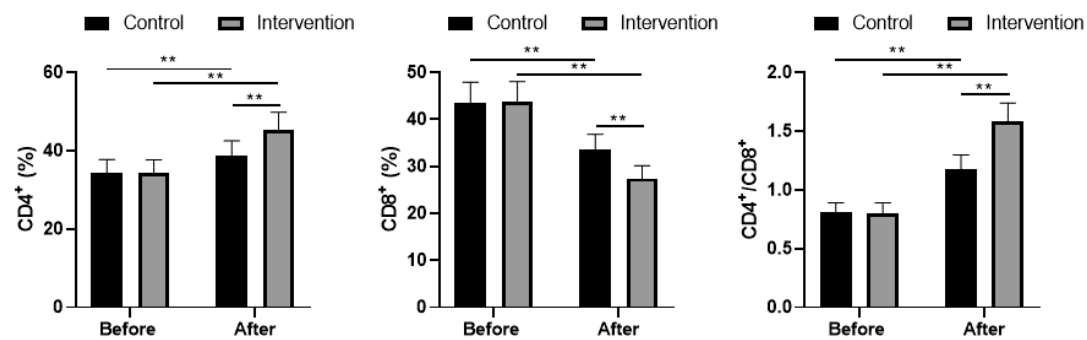 Control Intervention
**
**
**
60
40
20
0
CD4+ (%)
Before After
Control Intervention
**
**
**
50
40
30
20
10
0
CD8+ (%)
Before After
Control Intervention
**
**
**
2.0
1.5
1.0
0.5
0.0
CD4+/CD8+
Before After